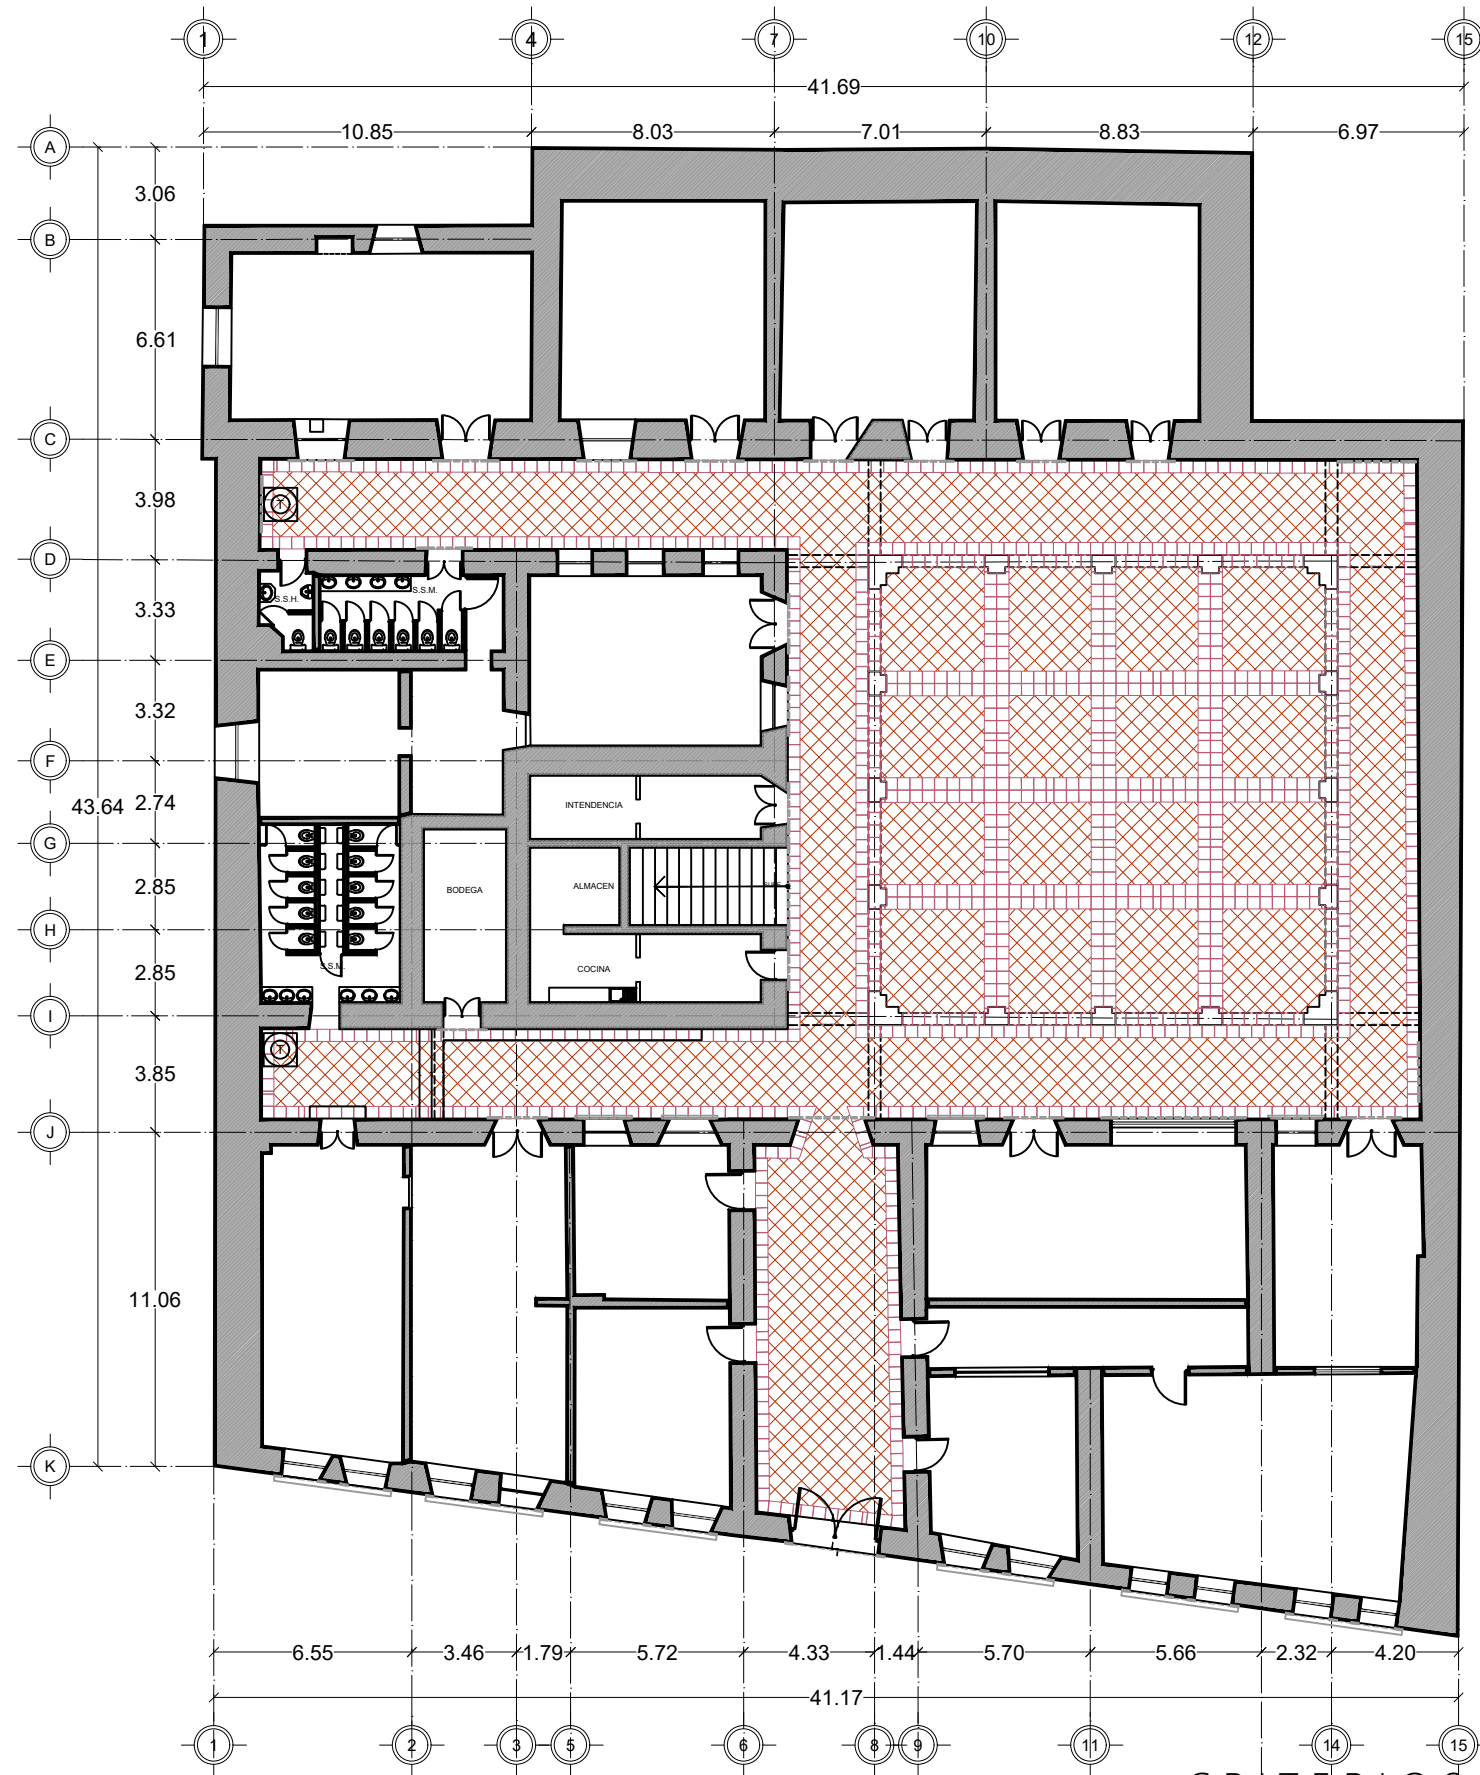 1 4 7 10 12 15
41.69
10.85 8.03 7.01 8.83 6.97
A
3.06
B
6.61
C
3.98
T
D
S.S.H. S.S.M.
3.33
E
3.32
F
43.64 2.74
INTENDENCIA
G
2.85
BODEGA ALMACEN
H
2.85
S.S.M. COCINA
I
T
3.85
J
11.06
K
6.55 3.46 1.79 5.72 4.33 1.44 5.70 5.66 2.32 4.20
41.17
1 2 3 5 6 8 9 11 14 15